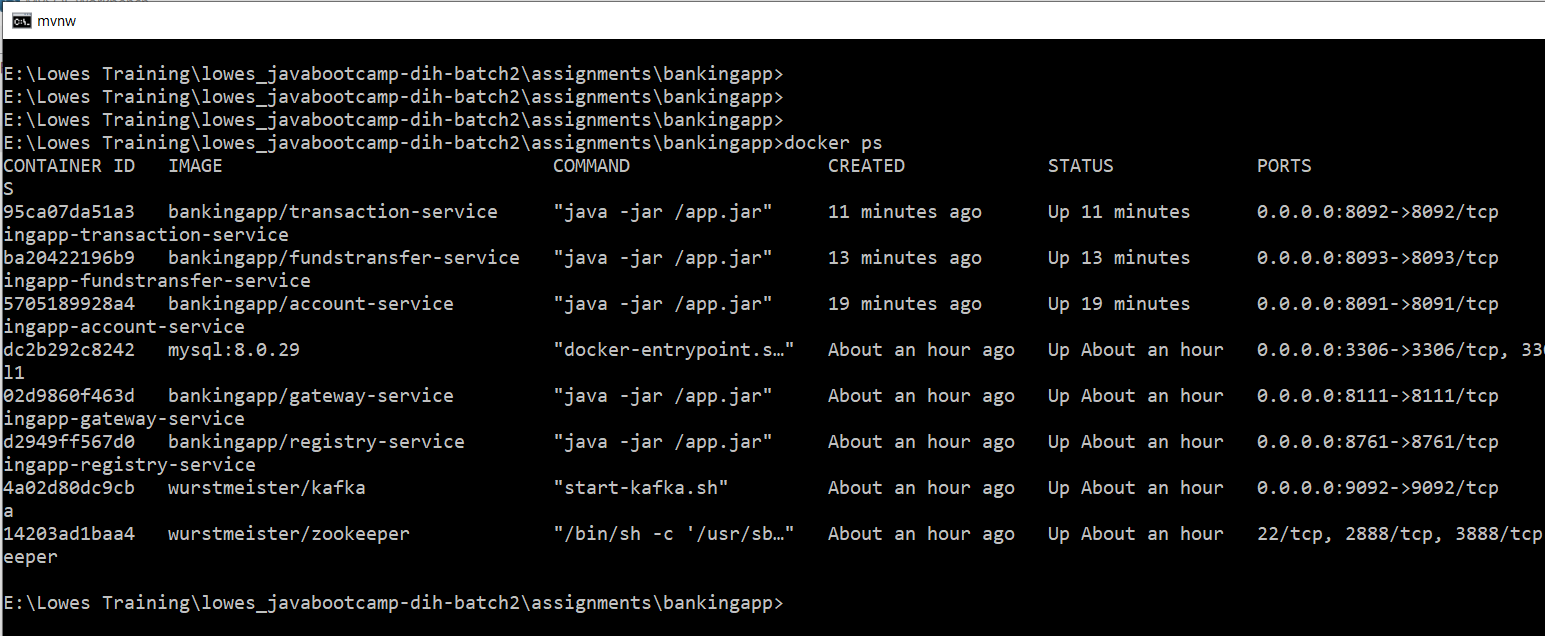 mvnw
E:\Lowes Training\lowes_javabootcamp-dih-batch2\assignments\bankingapp>
E:\Lowes Training\lowes_javabootcamp-dih-batch2\assignments\bankingapp>
E:\Lowes Training\lowes_javabootcamp-dih-batch2\assignments\bankingapp>
E:\Lowes Training\lowes_javabootcamp-dih-batch2\assignments\bankingapp>docker ps
CONTAINER ID   IMAGE                              COMMAND                  CREATED             STATUS             PORTS
S
95ca07da51a3   bankingapp/transaction-service     "java -jar /app.jar"     11 minutes ago      Up 11 minutes      0.0.0.0:8092->8092/tcp
ingapp-transaction-service
ba20422196b9   bankingapp/fundstransfer-service   "java -jar /app.jar"     13 minutes ago      Up 13 minutes      0.0.0.0:8093->8093/tcp
ingapp-fundstransfer-service
5705189928a4   bankingapp/account-service         "java -jar /app.jar"     19 minutes ago      Up 19 minutes      0.0.0.0:8091->8091/tcp
ingapp-account-service
dc2b292c8242   mysql:8.0.29                       "docker-entrypoint.s…"   About an hour ago   Up About an hour   0.0.0.0:3306->3306/tcp,
l1
02d9860f463d   bankingapp/gateway-service         "java -jar /app.jar"     About an hour ago   Up About an hour   0.0.0.0:8111->8111/tcp
ingapp-gateway-service
d2949ff567d0   bankingapp/registry-service        "java -jar /app.jar"     About an hour ago   Up About an hour   0.0.0.0:8761->8761/tcp
ingapp-registry-service
4a02d80dc9cb   wurstmeister/kafka                 "start-kafka.sh"         About an hour ago   Up About an hour   0.0.0.0:9092->9092/tcp
a
14203ad1baa4   wurstmeister/zookeeper             "/bin/sh -c '/usr/sb…"   About an hour ago   Up About an hour   22/tcp, 2888/tcp, 3888/tcp
eeper
E:\Lowes Training\lowes_javabootcamp-dih-batch2\assignments\bankingapp>